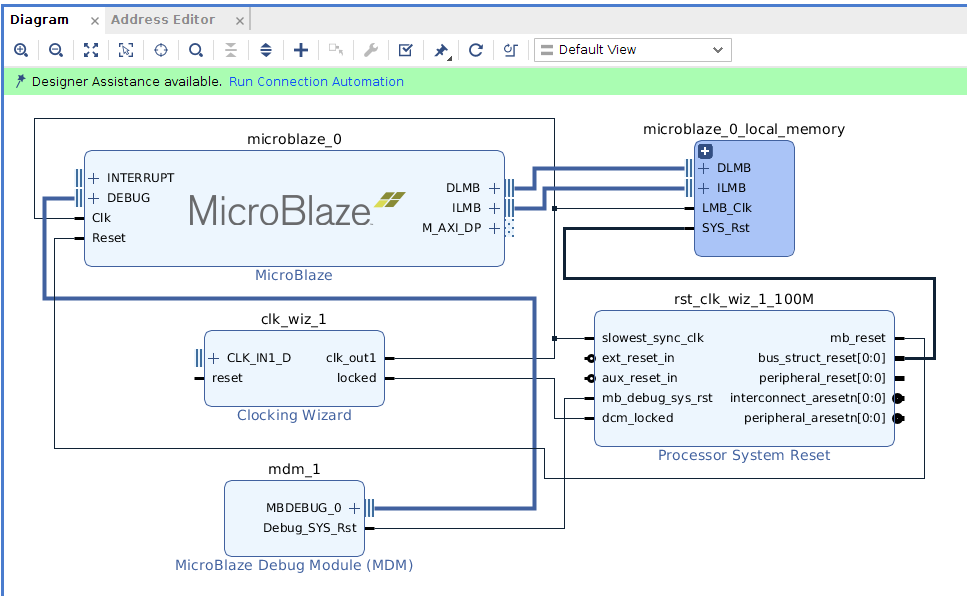 Diagram
Address Editor
Default View
Designer Assistance available. Run Connection Automation
microblaze_0
INTERRUPT
DEBUG
Clk
Reset
MicroBlaze
DLMB
ILMB
M_AXI_DP
MicroBlaze
microblaze_0_local_memory
DLMB
ILMB
LMB_Clk
SYS_Rst
clk_wiz_1
CLK_IN1_D
reset
clk_out1
locked
Clocking Wizard
rst_clk_wiz_1_100M
slowest_sync_clk
ext_reset_in
aux_reset_in
mb_debug_sys_rst
dcm_locked
mb_reset
bus_struct_reset[0:0]
peripheral_reset[0:0]
interconnect_aresetn[0:0]
peripheral_aresetn[0:0]
Processor System Reset
mdm_1
MBDEBUG_0
Debug_SYS_Rst
MicroBlaze Debug Module (MDM)